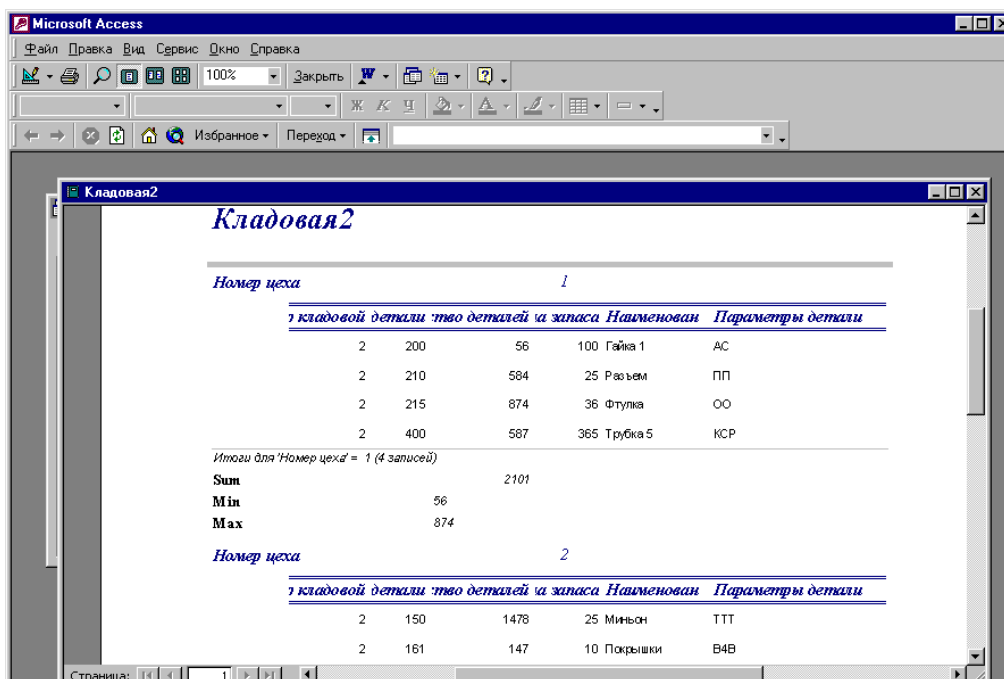 Microsoft Access
Файл Правка Вид Сервис Окно Справка
100% Закрыть
Ж К Ч
Избранное Переход
Кладовая2
Кладовая2
Номер цеха 1
кладовой детали тво деталей а запаса Наименован Параметры детали
2 200 56 100 Гайка 1 АС
2 210 584 25 Разъем ПП
2 215 874 36 Фтулка ОО
2 400 587 365 Трубка 5 КСР
Итоги для 'Номер цеха' = 1 (4 записей)
Sum 2101
Min 56
Max 874
Номер цеха 2
кладовой детали тво деталей а запаса Наименован Параметры детали
2 150 1478 25 Миньон ТТТ
2 161 147 10 Покрышки В4В
Страница: 1